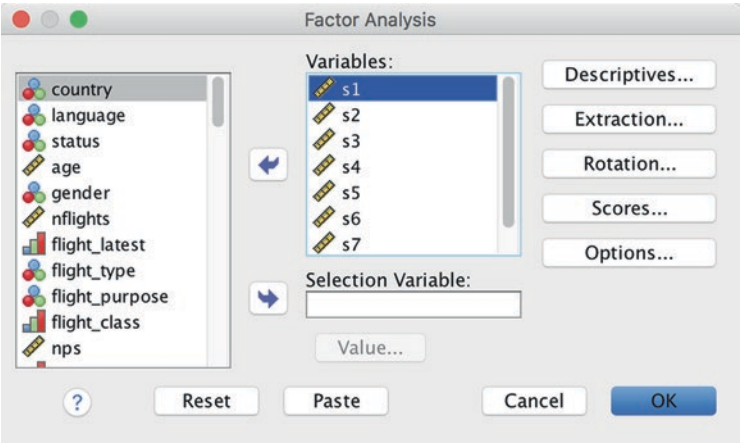 Factor Analysis
country
language
status
age
gender
nflights
flight_latest
flight_type
flight_purpose
flight_class
nps
Variables:
s1
s2
s3
s4
s5
s6
s7
Selection Variable:
Value...
Descriptives...
Extraction...
Rotation...
Scores...
Options...
?
Reset
Paste
Cancel
OK